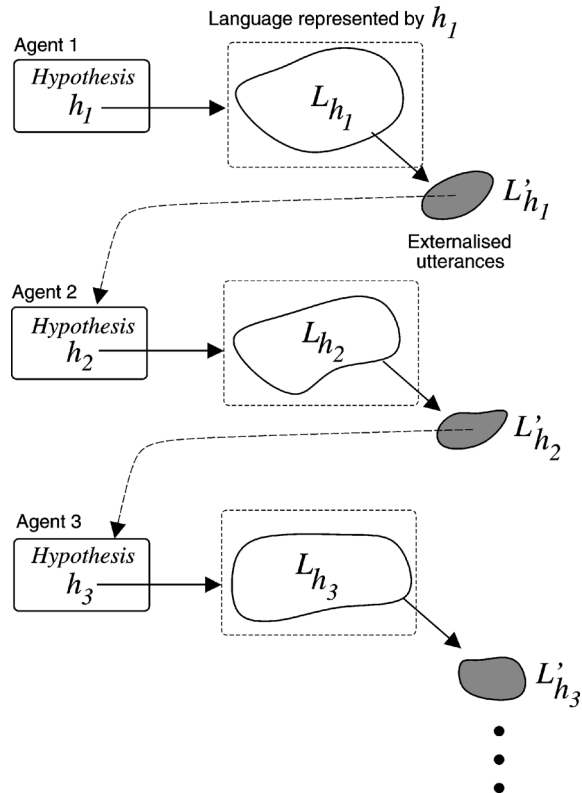 Language represented by h1
Agent 1
Hypothesis
h1
Lh1
L'h1
Externalised
utterances
Agent 2
Hypothesis
h2
Lh2
L'h2
Agent 3
Hypothesis
h3
Lh3
L'h3